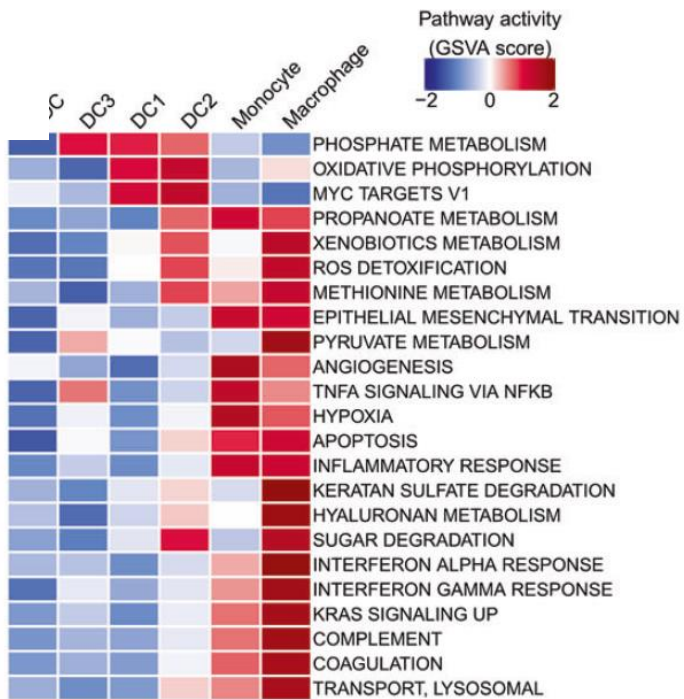 Pathway activity
(GSVA score)
−2 0 2
DC3 DC1 DC2 Monocyte Macrophage
PHOSPHATE METABOLISM
OXIDATIVE PHOSPHORYLATION
MYC TARGETS V1
PROPANOATE METABOLISM
XENOBIOTICS METABOLISM
ROS DETOXIFICATION
METHIONINE METABOLISM
EPITHELIAL MESENCHYMAL TRANSITION
PYRUVATE METABOLISM
ANGIOGENESIS
TNFA SIGNALING VIA NFKB
HYPOXIA
APOPTOSIS
INFLAMMATORY RESPONSE
KERATAN SULFATE DEGRADATION
HYALURONAN METABOLISM
SUGAR DEGRADATION
INTERFERON ALPHA RESPONSE
INTERFERON GAMMA RESPONSE
KRAS SIGNALING UP
COMPLEMENT
COAGULATION
TRANSPORT, LYSOSOMAL